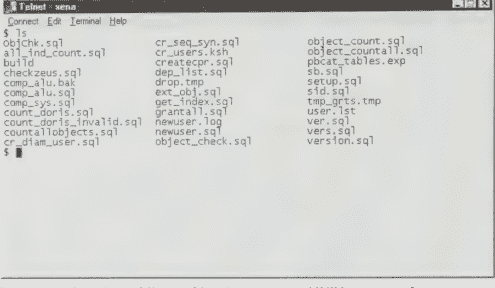 Telnet - xena
Connect Edit Terminal Help
$ ls
objchk.sql cr_seq_syn.sql object_count.sql
all_ind_count.sql cr_users.ksh object_countall.sql
build createcpr.sql pbcat_tables.exp
checkzeus.sql dep_list.sql sb.sql
comp_alu.bak drop.tmp setup.sql
comp_alu.sql ext_obj.sql sid.sql
comp_sys.sql get_index.sql tmp_grts.tmp
count_doris.sql grantall.sql user.lst
count_doris_invalid.sql newuser.log ver.sql
countallobjects.sql newuser.sql vers.sql
cr_diam_user.sql object_check.sql version.sql
$